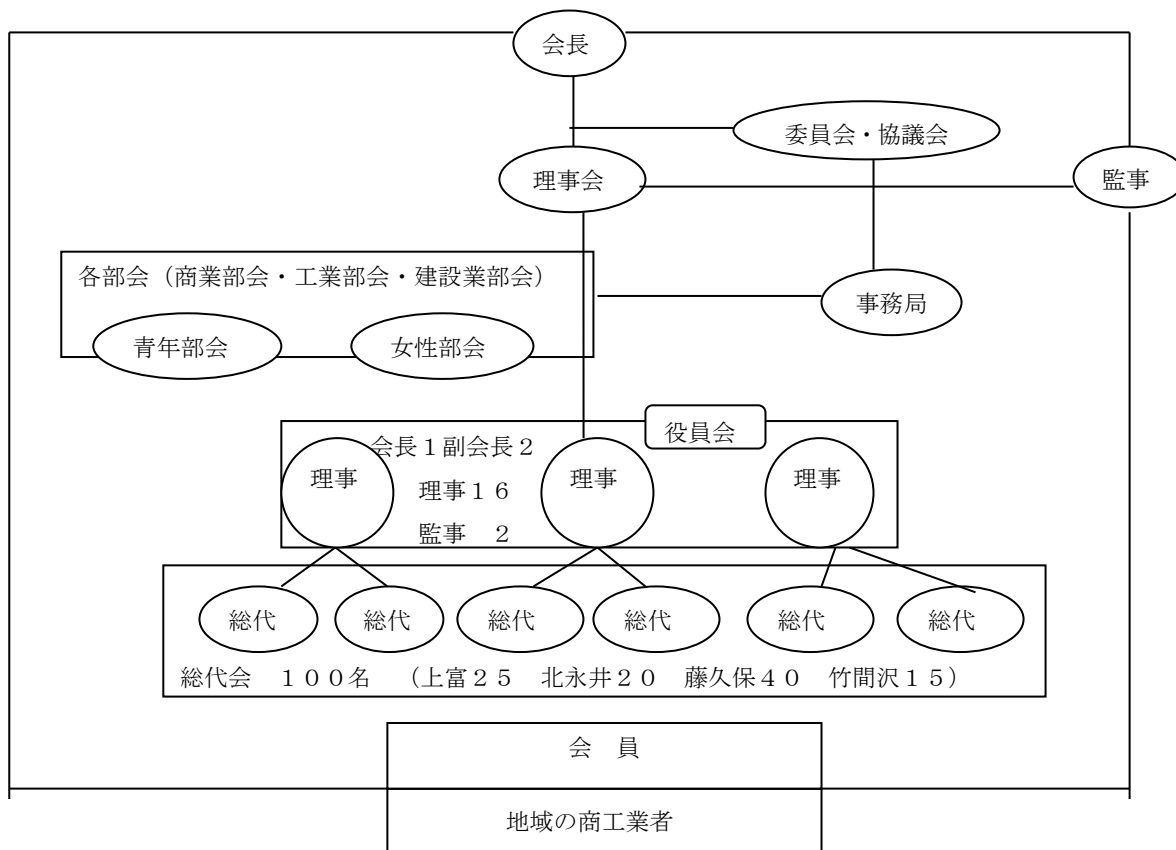 会長
委員会・協議会
理事会
監事
各部会（商業部会・工業部会・建設業部会）
事務局
青年部会
女性部会
役員会
会長１副会長２
理事
理事
理事
理事１６
監事　２
総代
総代
総代
総代
総代
総代
総代会　１００名　（上富２５　北永井２０　藤久保４０　竹間沢１５）
会　員
地域の商工業者